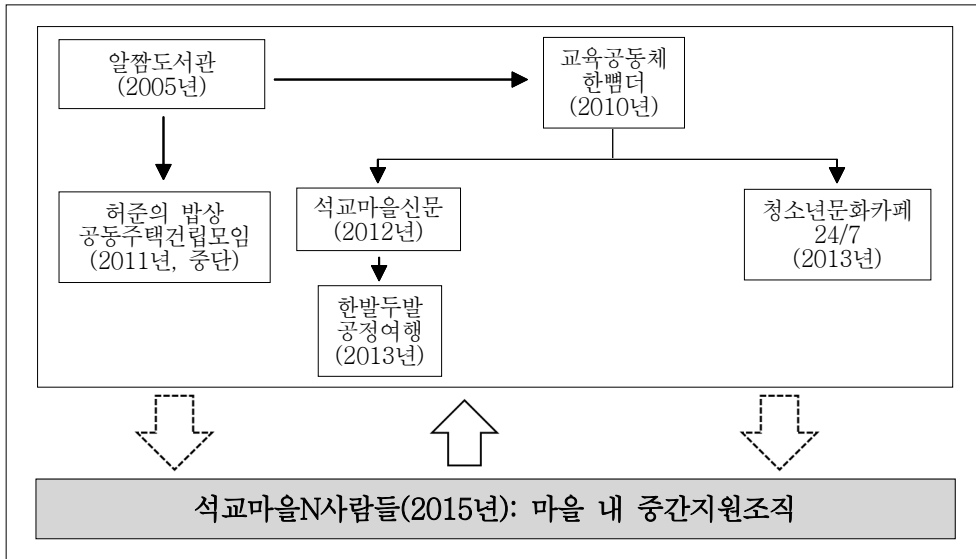 알짬도서관
(2005년)
교육공동체
한뼘더
(2010년)
허준의 밥상
공동주택건립모임
(2011년, 중단)
석교마을신문
(2012년)
청소년문화카페
24/7
(2013년)
한발두발
공정여행
(2013년)
석교마을N사람들(2015년): 마을 내 중간지원조직